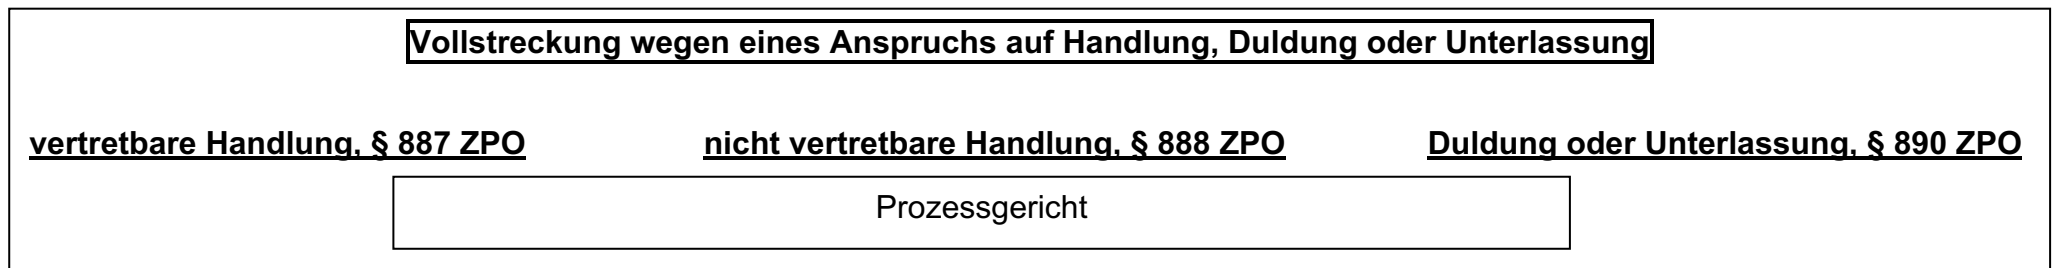 Vollstreckung wegen eines Anspruchs auf Handlung, Duldung oder Unterlassung
vertretbare Handlung, § 887 ZPO
nicht vertretbare Handlung, § 888 ZPO
Duldung oder Unterlassung, § 890 ZPO
Prozessgericht